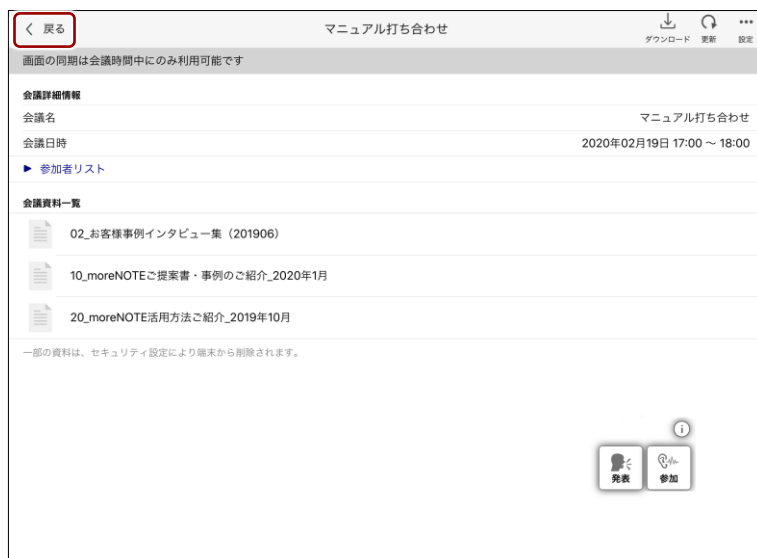 戻る
マニュアル打ち合わせ
ダウンロード 更新 設定
画面の同期は会議時間中にのみ利用可能です
会議詳細情報
会議名 マニュアル打ち合わせ
会議日時 2020年02月19日 17:00 ~ 18:00
▶ 参加者リスト
会議資料一覧
02_お客様事例インタビュー集（201906）
10_moreNOTEご提案書・事例のご紹介_2020年1月
20_moreNOTE活用方法ご紹介_2019年10月
一部の資料は、セキュリティ設定により端末から削除されます。
発表 参加